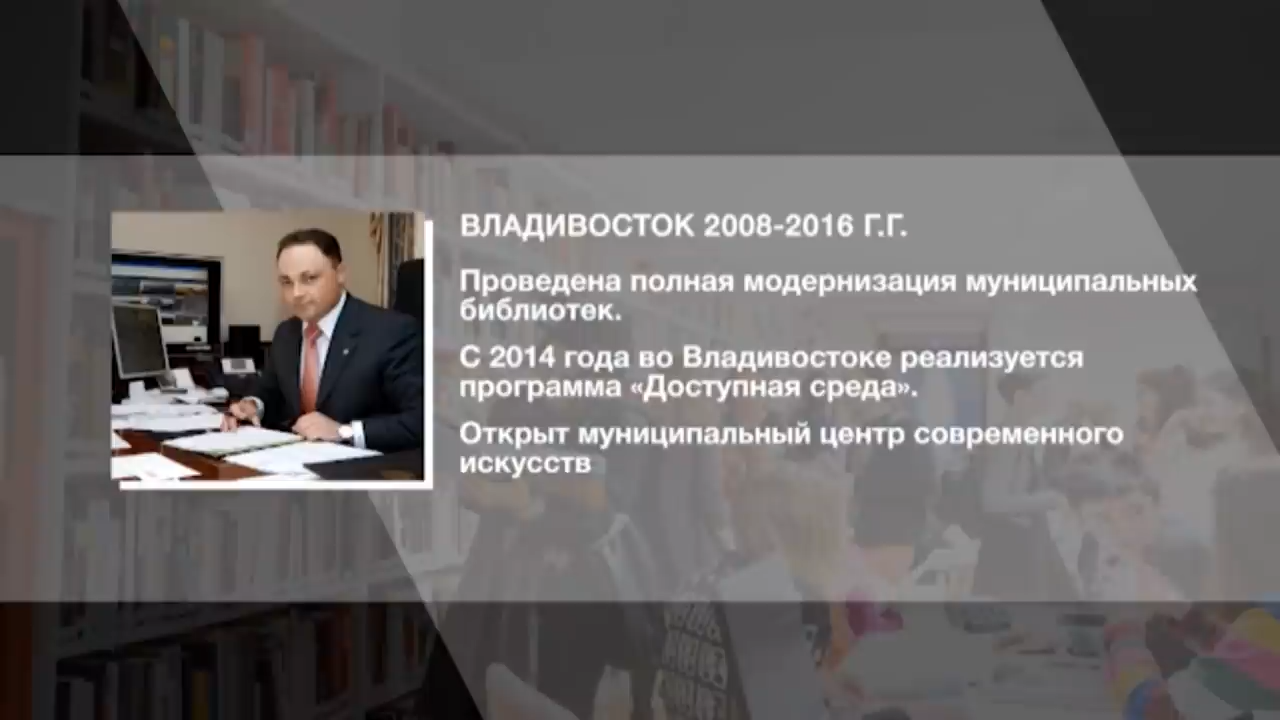 ВЛАДИВОСТОК 2008-2016 Г.Г.
Проведена полная модернизация муниципальных
библиотек.
С 2014 года во Владивостоке реализуется
программа «Доступная среда».
Открыт муниципальный центр современного
искусств